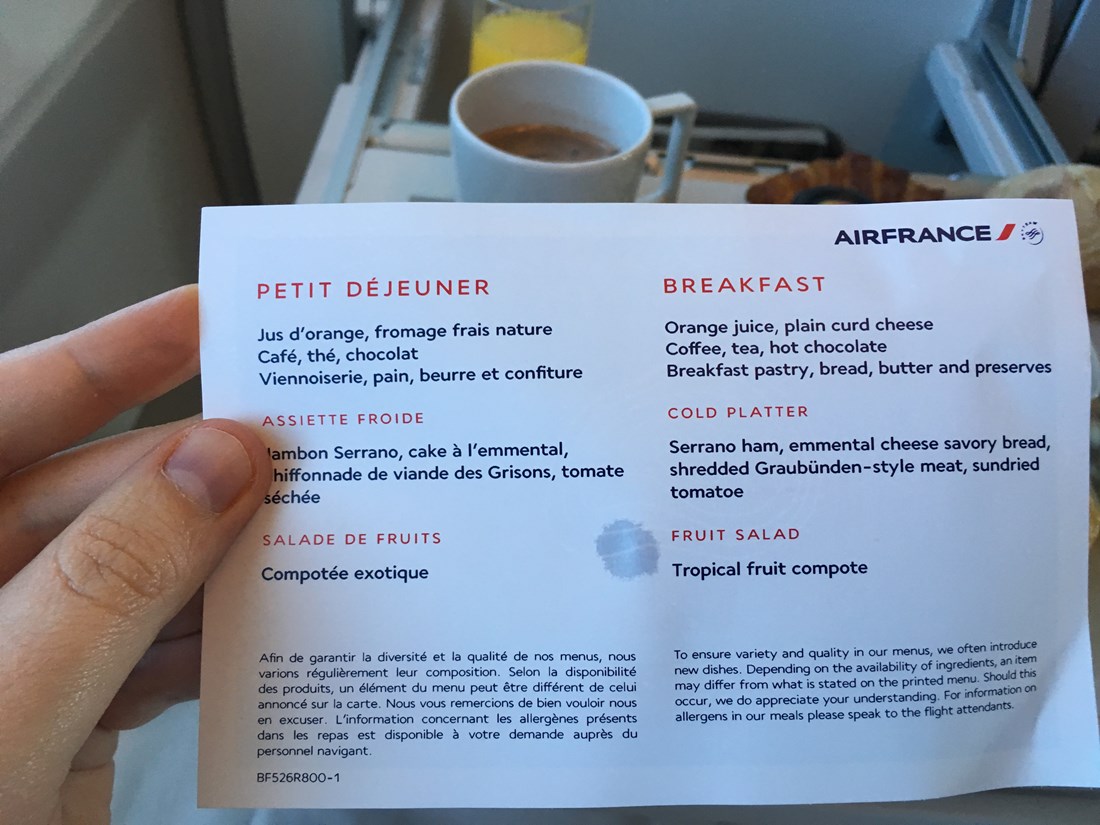 AIRFRANCE
PETIT DÉJEUNER
Jus d'orange, fromage frais nature
Café, thé, chocolat
Viennoiserie, pain, beurre et confiture
ASSIETTE FROIDE
Jambon Serrano, cake à l'emmental,
chiffonnade de viande des Grisons, tomate
séchée
SALADE DE FRUITS
Compotée exotique
Afin de garantir la diversité et la qualité de nos menus, nous
varions régulièrement leur composition. Selon la disponibilité
des produits, un élément du menu peut être différent de celui
annoncé sur la carte. Nous vous remercions de bien vouloir nous
en excuser. L'information concernant les allergènes présents
dans les repas est disponible à votre demande auprès du
personnel navigant.
BF526R800-1
BREAKFAST
Orange juice, plain curd cheese
Coffee, tea, hot chocolate
Breakfast pastry, bread, butter and preserves
COLD PLATTER
Serrano ham, emmental cheese savory bread,
shredded Graubünden-style meat, sundried
tomatoe
FRUIT SALAD
Tropical fruit compote
To ensure variety and quality in our menus, we often introduce
new dishes. Depending on the availability of ingredients, an item
may differ from what is stated on the printed menu. Should this
occur, we do appreciate your understanding. For information on
allergens in our meals please speak to the flight attendants.